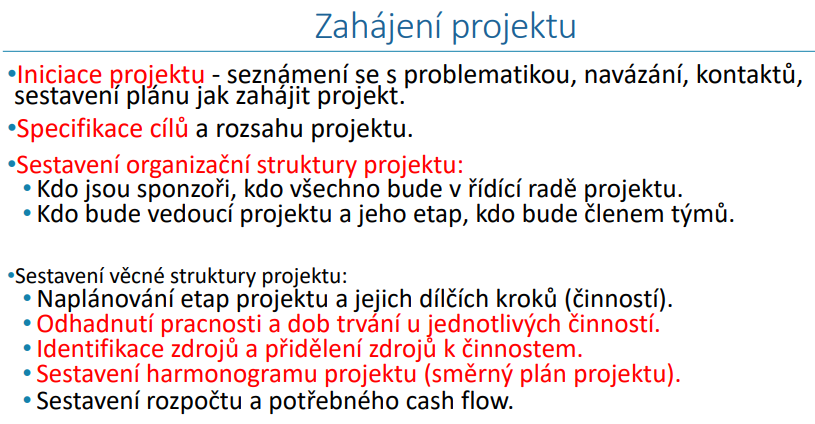 Zahájení projektu
•Iniciace projektu - seznámení se s problematikou, navázání, kontaktů,
sestavení plánu jak zahájit projekt.
•Specifikace cílů a rozsahu projektu.
•Sestavení organizační struktury projektu:
• Kdo jsou sponzoři, kdo všechno bude v řídící radě projektu.
• Kdo bude vedoucí projektu a jeho etap, kdo bude členem týmů.
•Sestavení věcné struktury projektu:
• Naplánování etap projektu a jejich dílčích kroků (činností).
• Odhadnutí pracnosti a dob trvání u jednotlivých činností.
• Identifikace zdrojů a přidělení zdrojů k činnostem.
• Sestavení harmonogramu projektu (směrný plán projektu).
• Sestavení rozpočtu a potřebného cash flow.